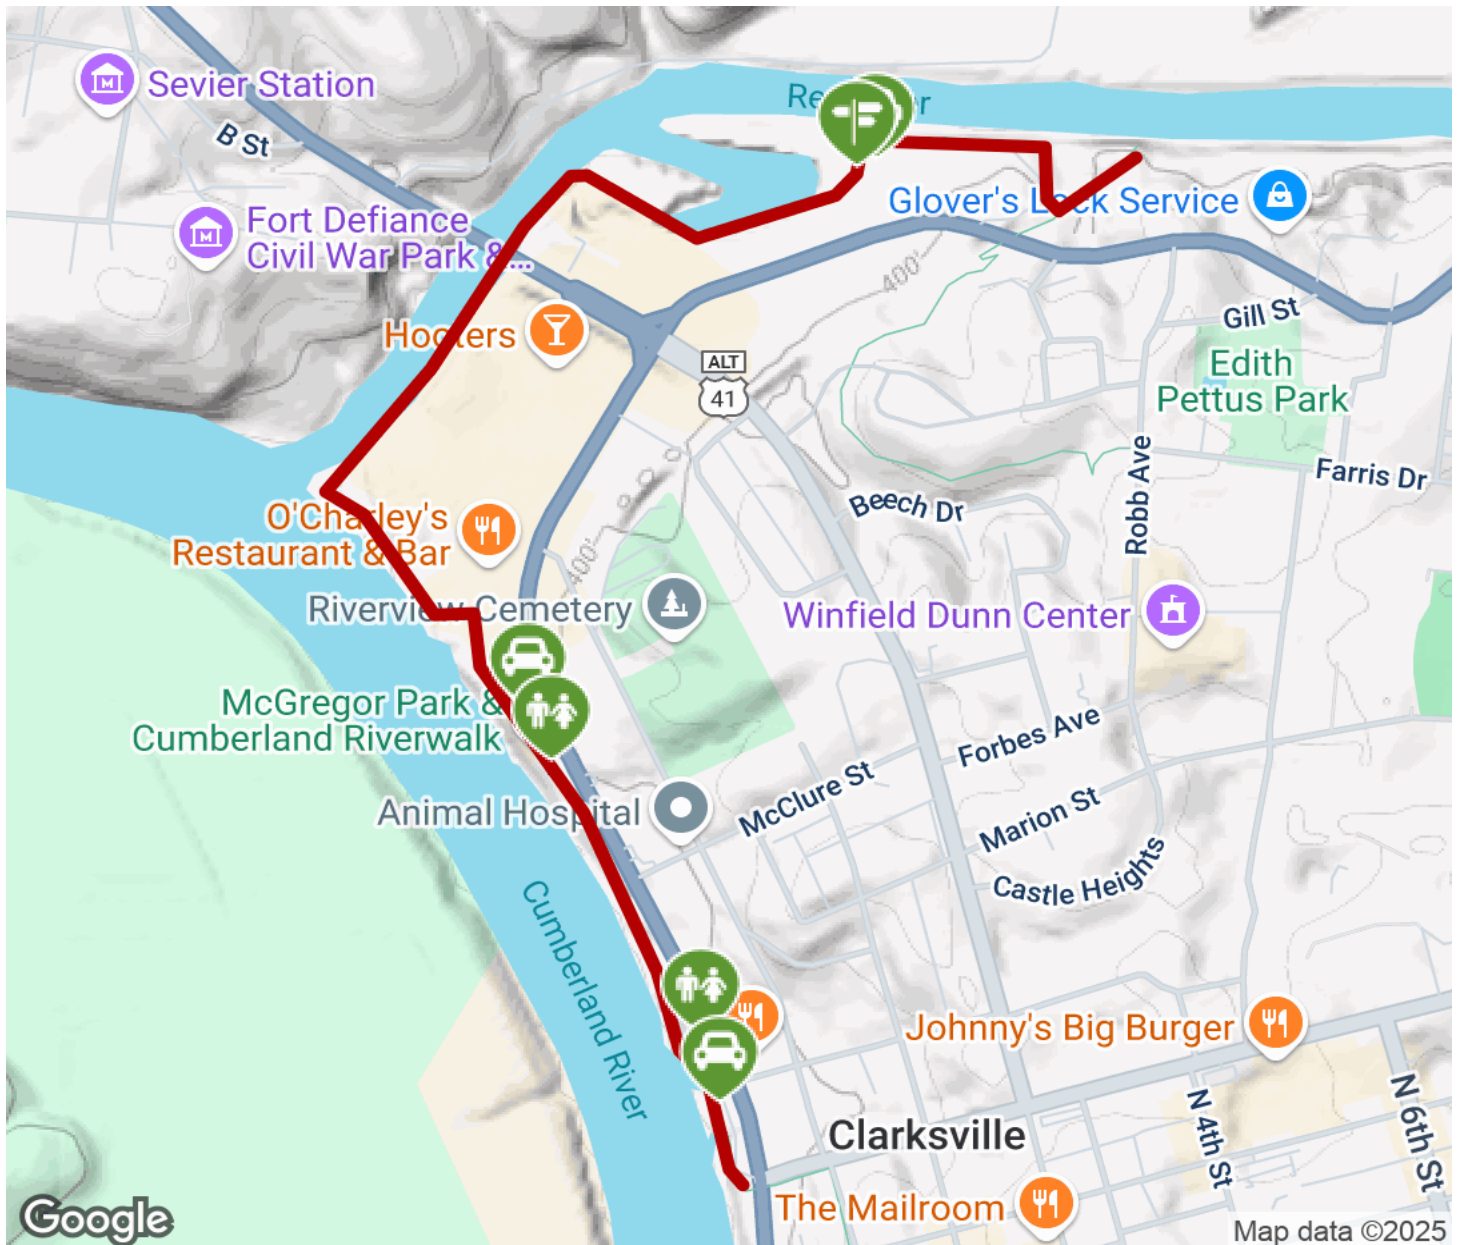 Sevier Station
B St
Glover's Lock Service
Fort Defiance
Civil War Park &...
Gill St
Hooters
ALT
41
400'
Edith
Pettus Park
Robb Ave
Farris Dr
Beech Dr
O'Charley's
Restaurant & Bar
400'
Riverview Cemetery
Winfield Dunn Center
McGregor Park &
Cumberland Riverwalk
Forbes Ave
McClure St
Marion St
Animal Hospital
Castle Heights
Cumberland River
Johnny's Big Burger
N 4th St
N 6th St
Clarksville
The Mailroom
Google
Map data ©2025